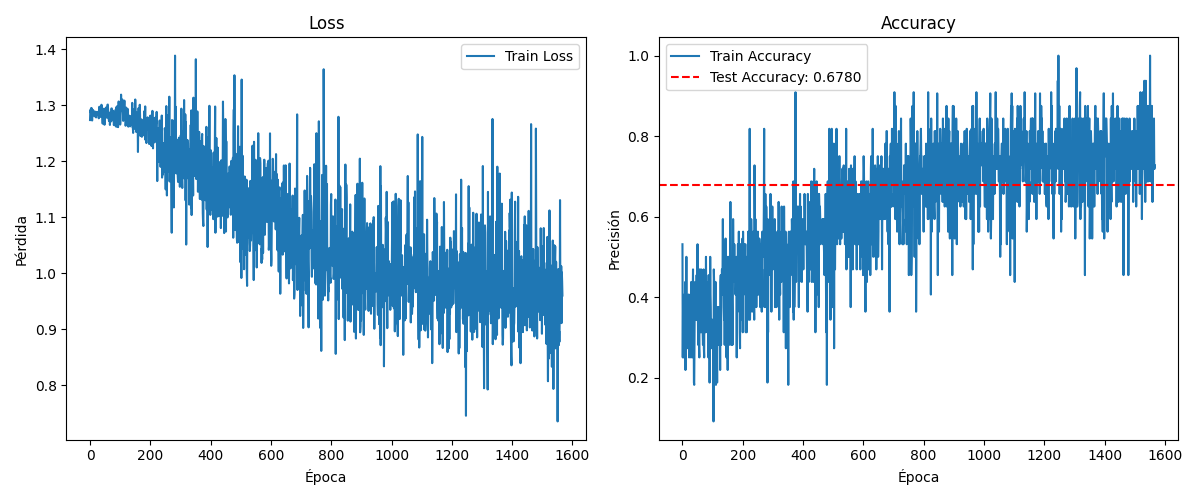 Loss
Pérdida
1.4
1.3
1.2
1.1
1.0
0.9
0.8
Train Loss
0 200 400 600 800 1000 1200 1400 1600
Época
Accuracy
Precisión
1.0
0.8
0.6
0.4
0.2
Train Accuracy
Test Accuracy: 0.6780
0 200 400 600 800 1000 1200 1400 1600
Época